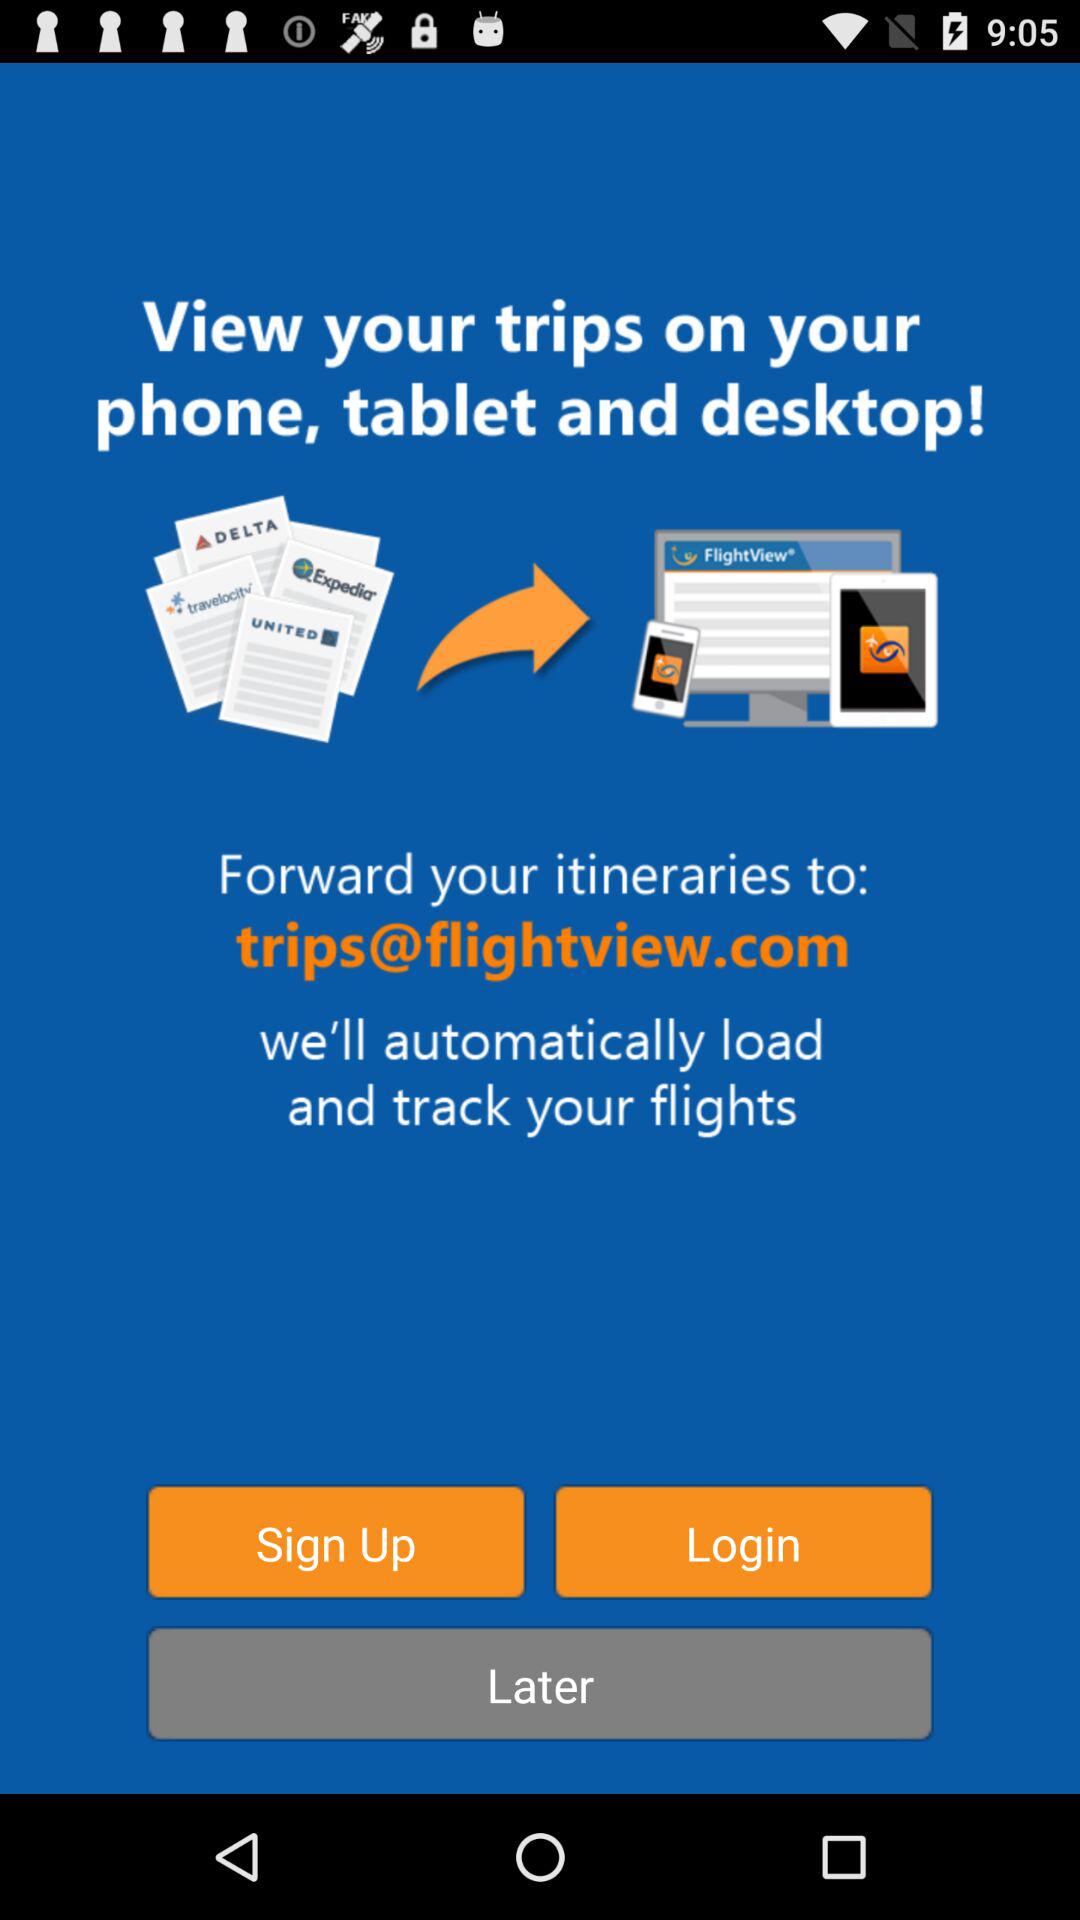 FAKE
9:05
View your trips on your
phone, tablet and desktop!
DELTA
Expedia
travelocity
UNITED
FlightView®
Forward your itineraries to:
trips@flightview.com
we'll automatically load
and track your flights
Sign Up
Login
Later